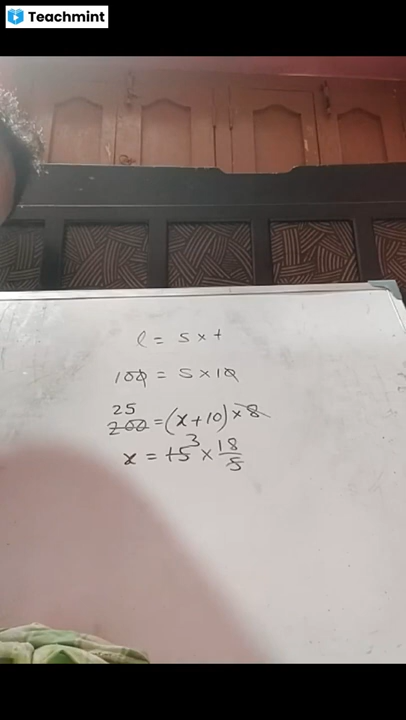 Teachmint
l = s x t
100 = s x 10
25
200 = (x + 10) x 8
x = 15 3 x 18/5